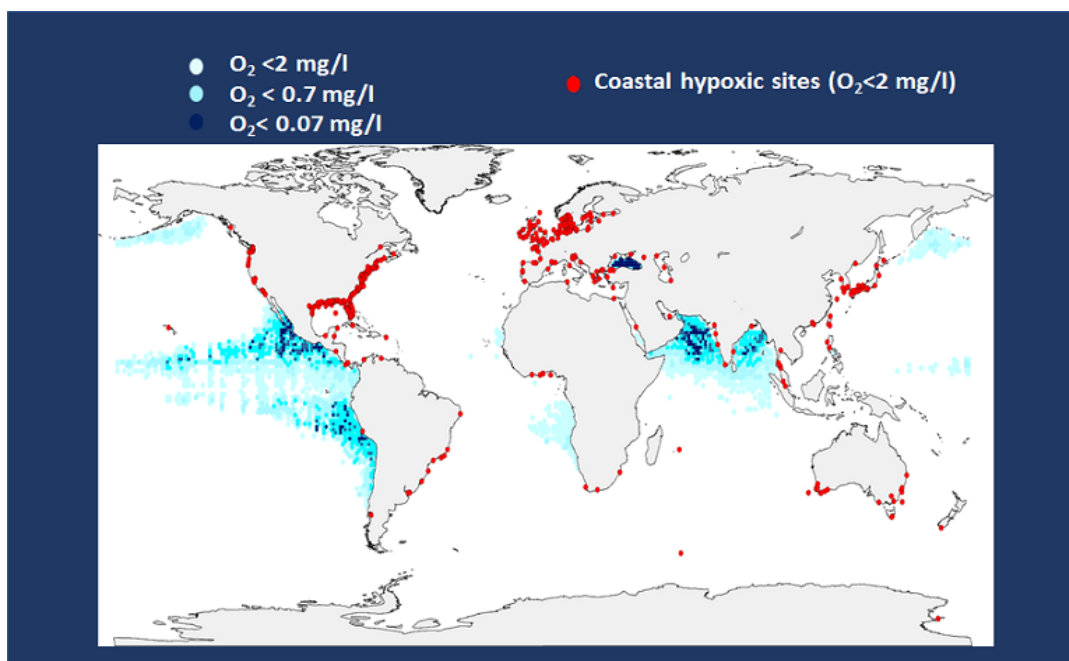 O₂ <2 mg/l
O₂ < 0.7 mg/l
O₂< 0.07 mg/l
Coastal hypoxic sites (O₂<2 mg/l)